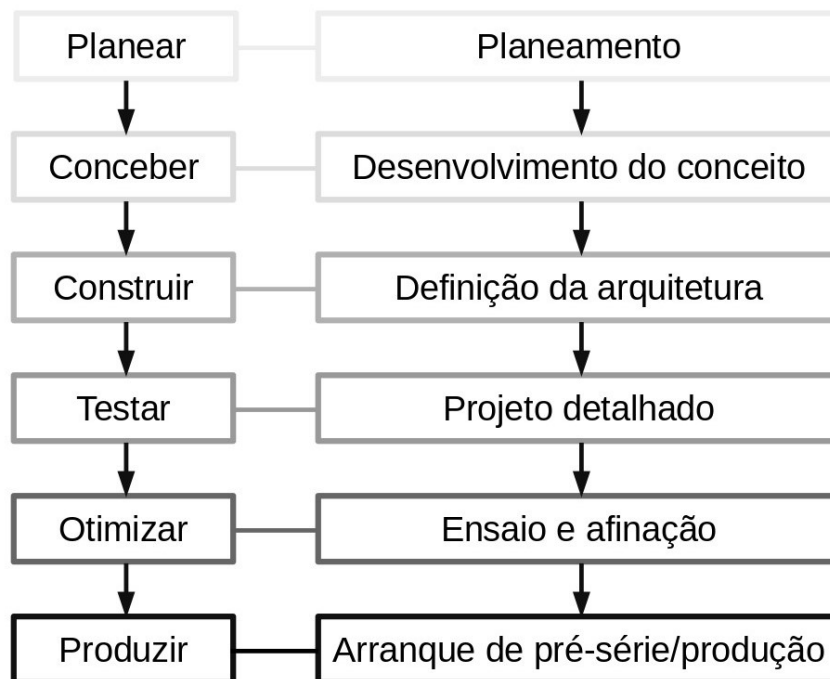 Planear
Planeamento
Conceber
Desenvolvimento do conceito
Construir
Definição da arquitetura
Testar
Projeto detalhado
Otimizar
Ensaio e afinação
Produzir
Arranque de pré-série/produção